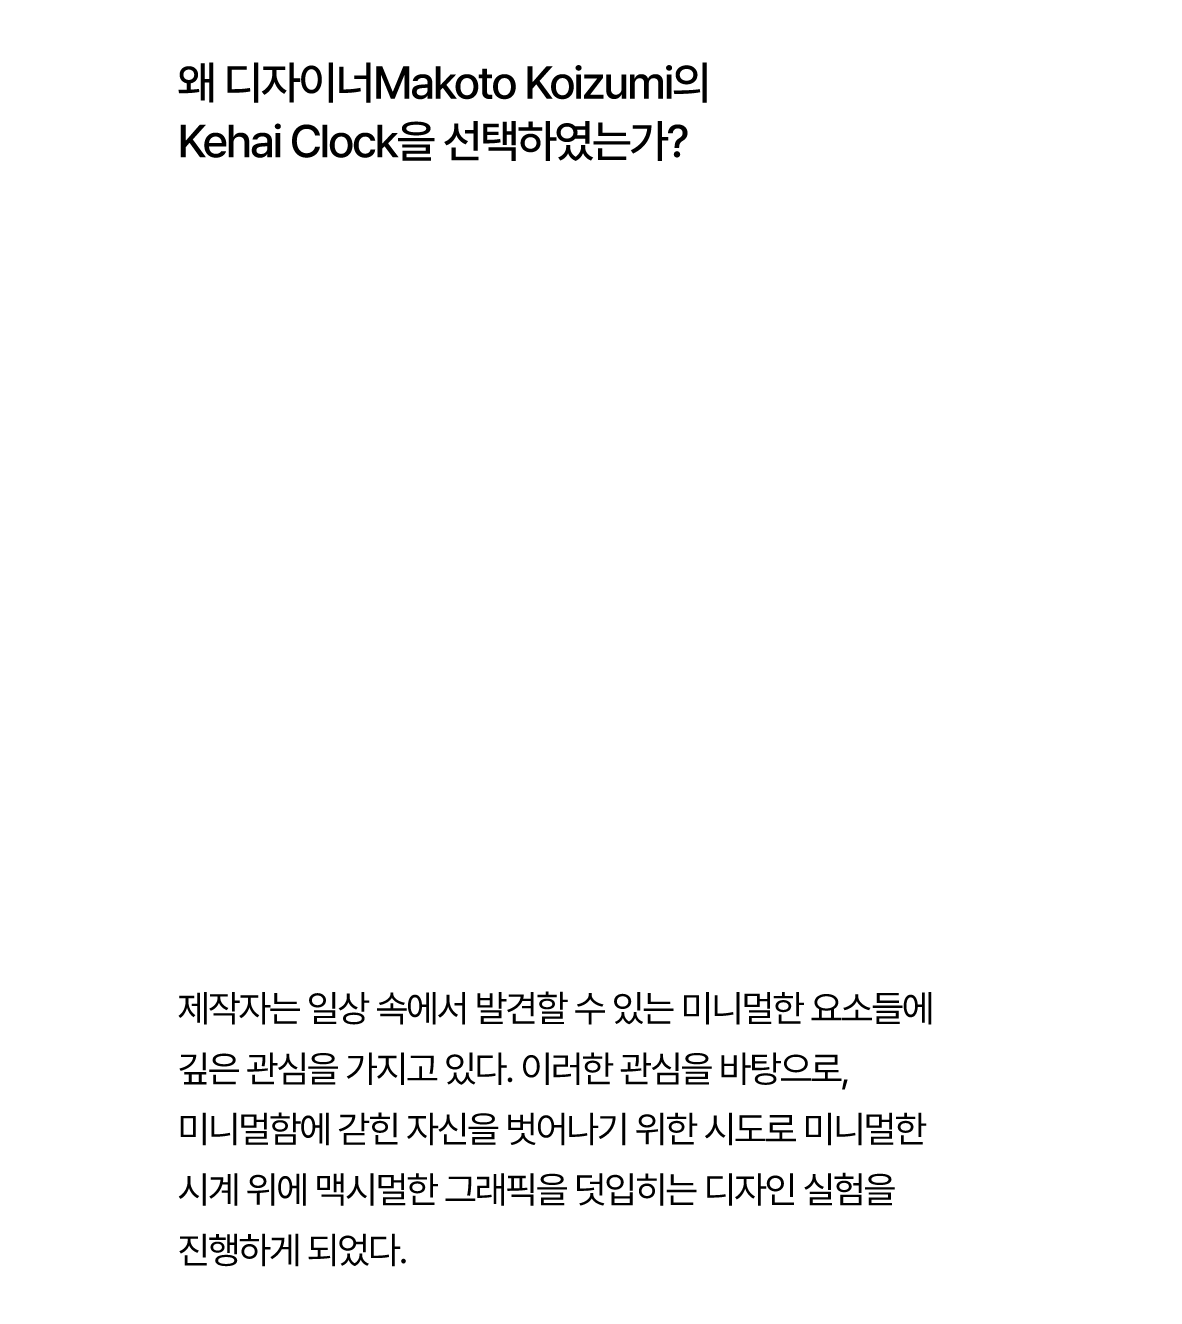 왜 디자이너Makoto Koizumi의
Kehai Clock을 선택하였는가?
제작자는 일상 속에서 발견할 수 있는 미니멀한 요소들에
깊은 관심을 가지고 있다. 이러한 관심을 바탕으로,
미니멀함에 갇힌 자신을 벗어나기 위한 시도로 미니멀한
시계 위에 맥시멀한 그래픽을 덧입히는 디자인 실험을
진행하게 되었다.